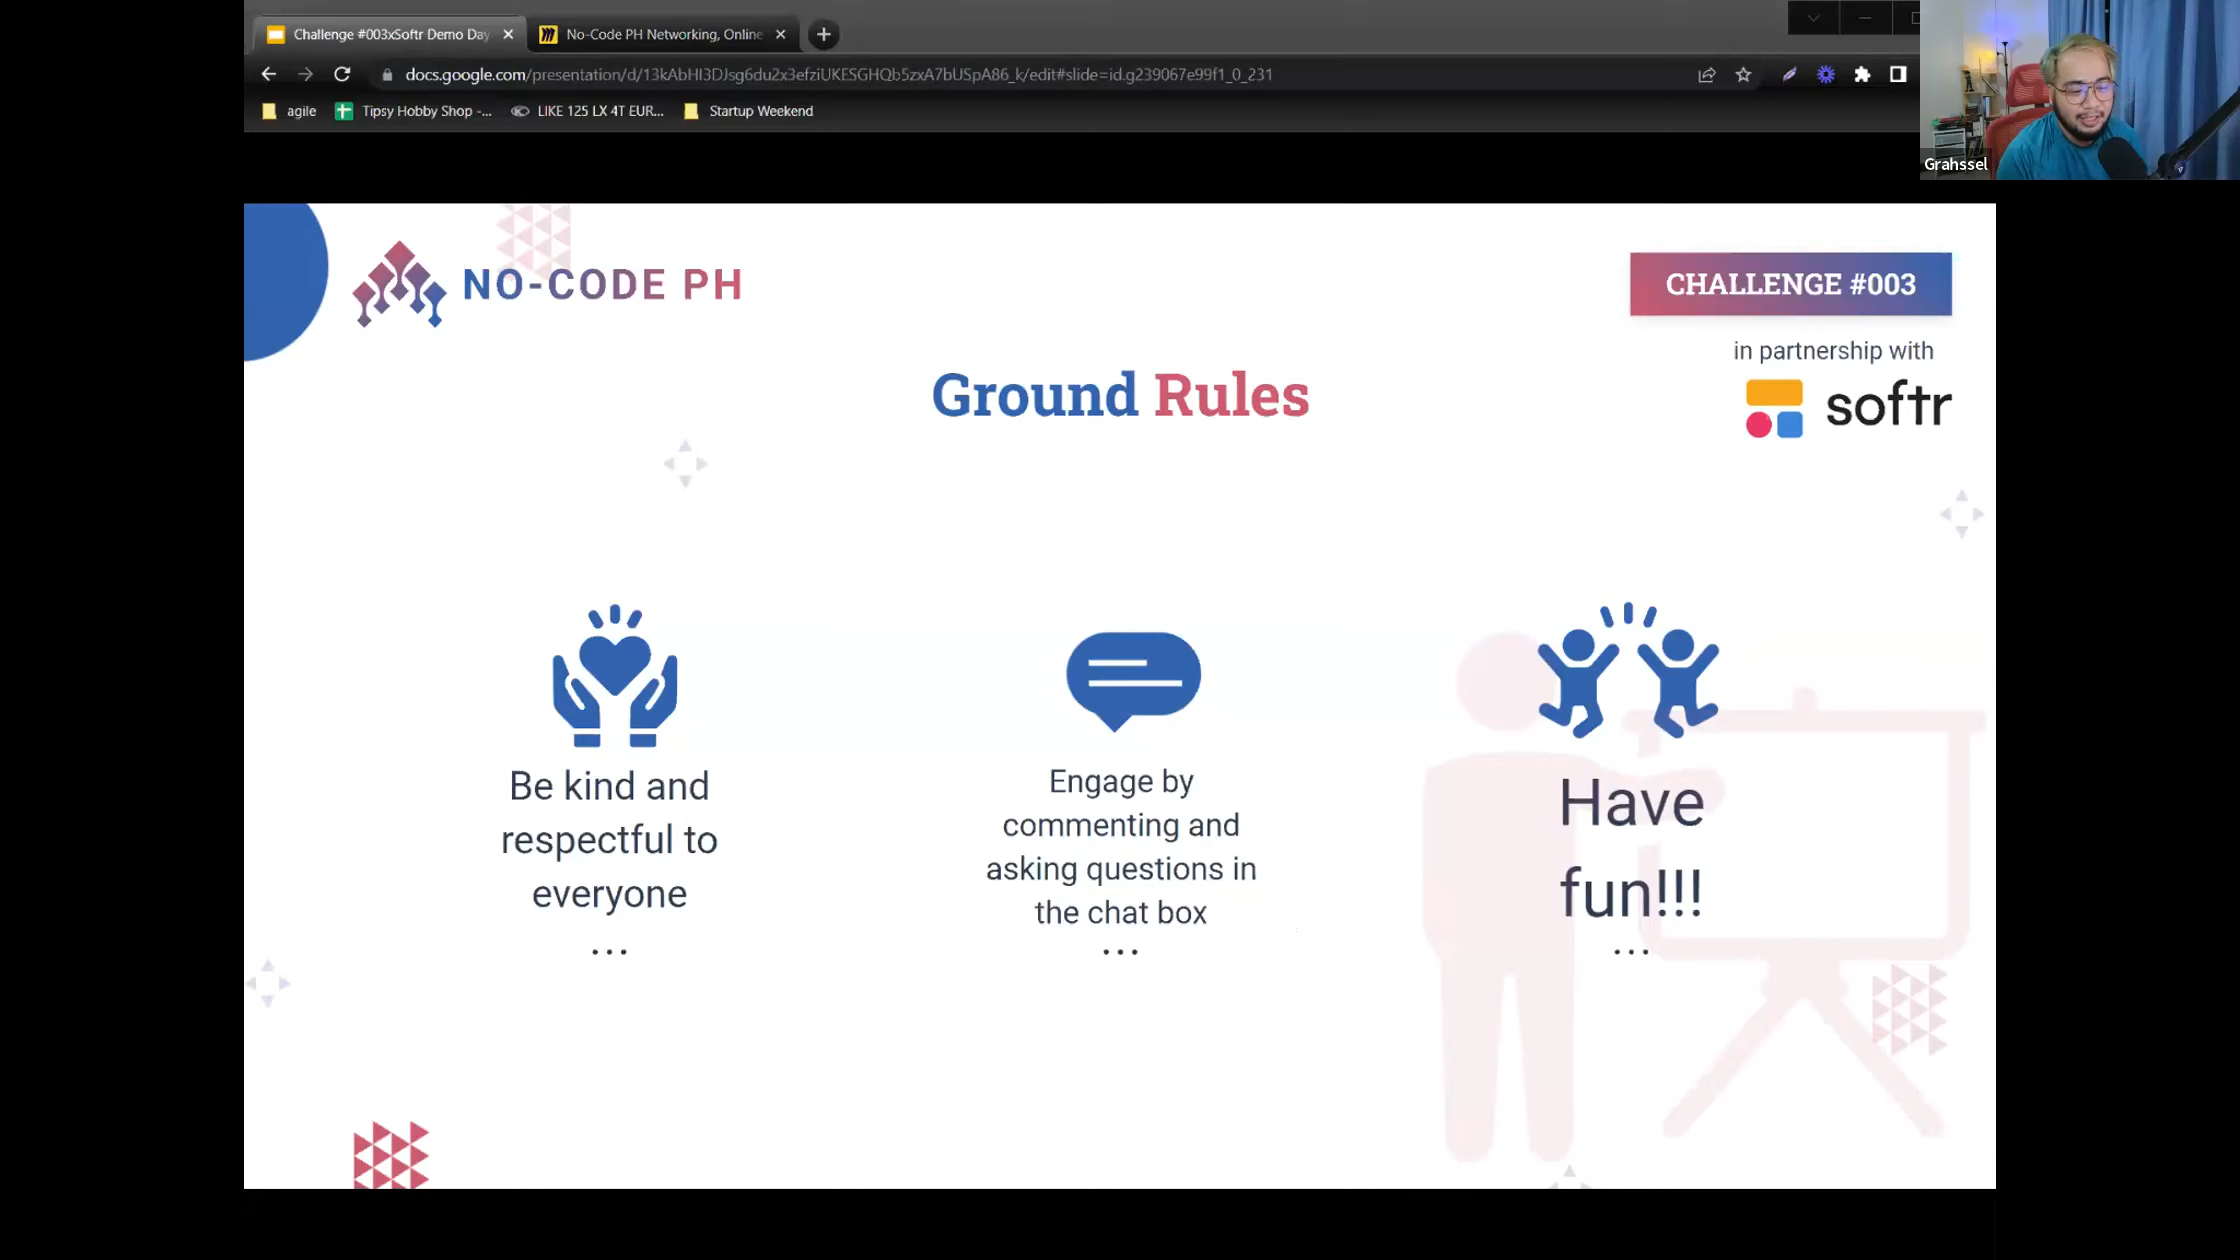 Challenge #003xSoftr Demo Day
No-Code PH Networking, Online
docs.google.com/presentation/d/13kAbHI3DJsg6du2x3efziUKESGHQb5zxA7bUSpA86_k/edit#slide=id.g239067e99f1_0_231
agile
Tipsy Hobby Shop -...
LIKE 125 LX 4T EUR...
Startup Weekend
Grahssel
NO-CODE PH
CHALLENGE #003
in partnership with
softr
Ground Rules
Be kind and
respectful to
everyone
...
Engage by
commenting and
asking questions in
the chat box
...
Have
fun!!!
...